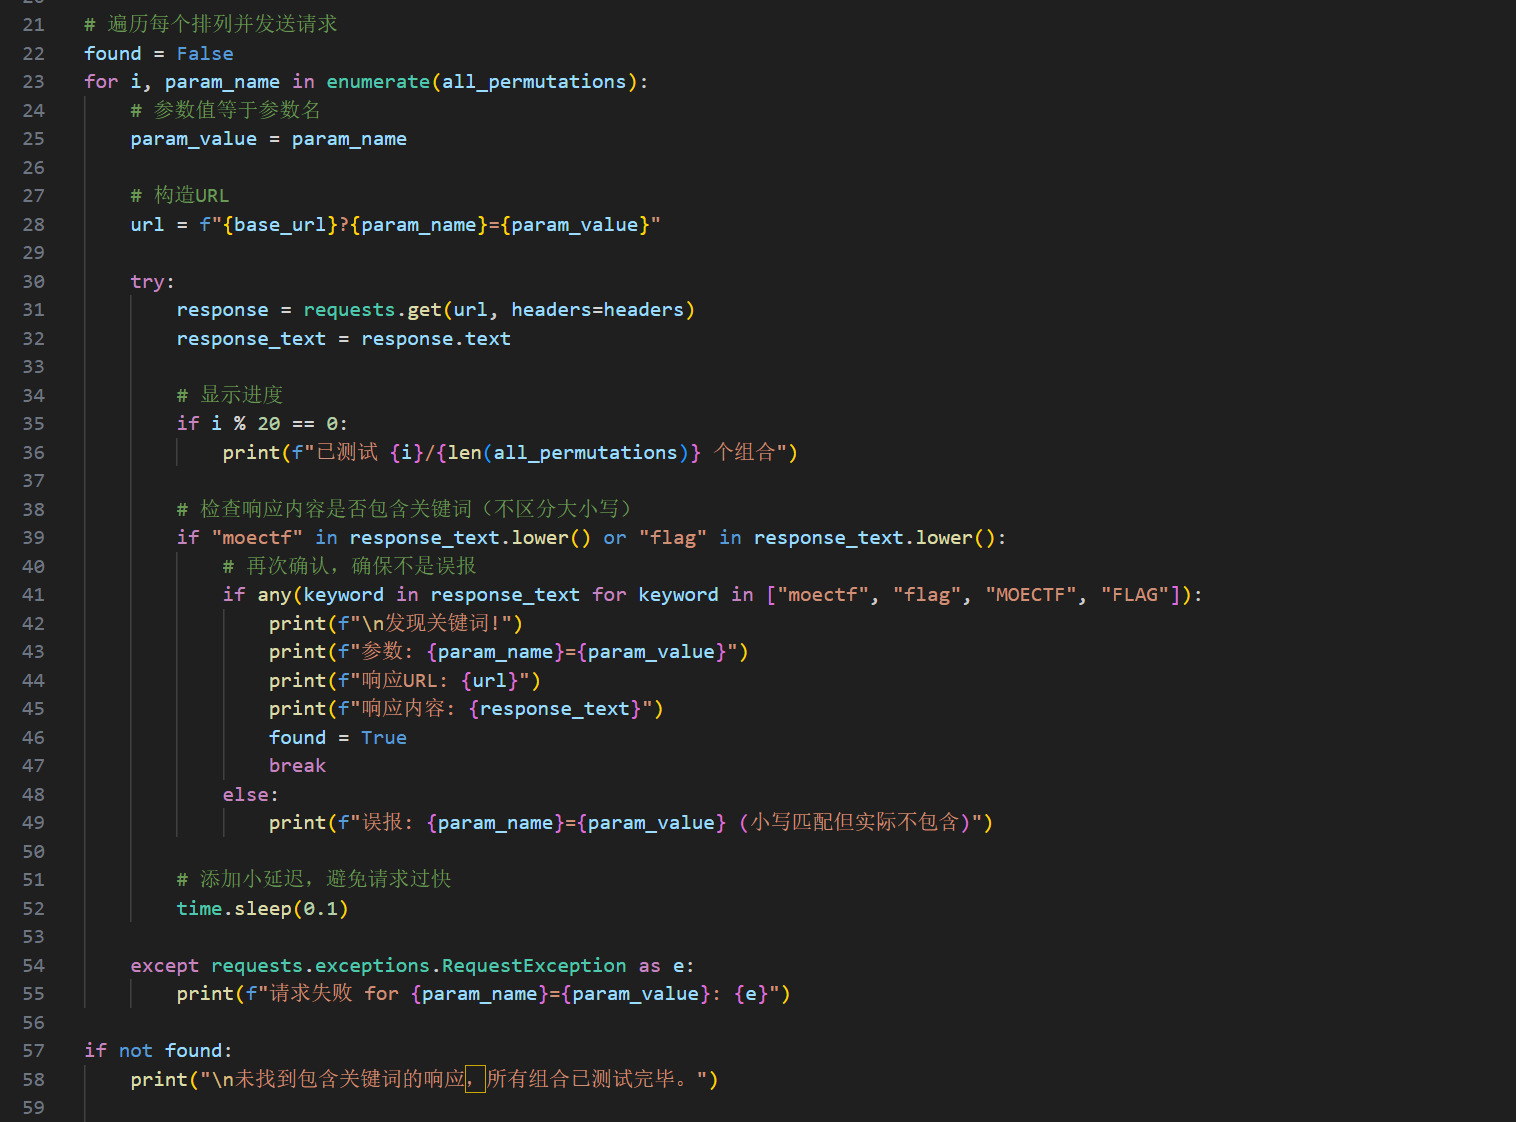 21 # 遍历每个排列并发送请求
22 found = False
23 for i, param_name in enumerate(all_permutations):
24     # 参数值等于参数名
25     param_value = param_name
26
27     # 构造URL
28     url = f"{base_url}?{param_name}={param_value}"
29
30     try:
31         response = requests.get(url, headers=headers)
32         response_text = response.text
33
34         # 显示进度
35         if i % 20 == 0:
36             print(f"已测试 {i}/{len(all_permutations)} 个组合")
37
38         # 检查响应内容是否包含关键词（不区分大小写）
39         if "moectf" in response_text.lower() or "flag" in response_text.lower():
40             # 再次确认，确保不是误报
41             if any(keyword in response_text for keyword in ["moectf", "flag", "MOECTF", "FLAG"]):
42                 print(f"\n发现关键词!")
43                 print(f"参数: {param_name}={param_value}")
44                 print(f"响应URL: {url}")
45                 print(f"响应内容: {response_text}")
46                 found = True
47                 break
48             else:
49                 print(f"误报: {param_name}={param_value} (小写匹配但实际不包含)")
50
51         # 添加小延迟，避免请求过快
52         time.sleep(0.1)
53
54     except requests.exceptions.RequestException as e:
55         print(f"请求失败 for {param_name}={param_value}: {e}")
56
57 if not found:
58     print("\n未找到包含关键词的响应，所有组合已测试完毕。")
59